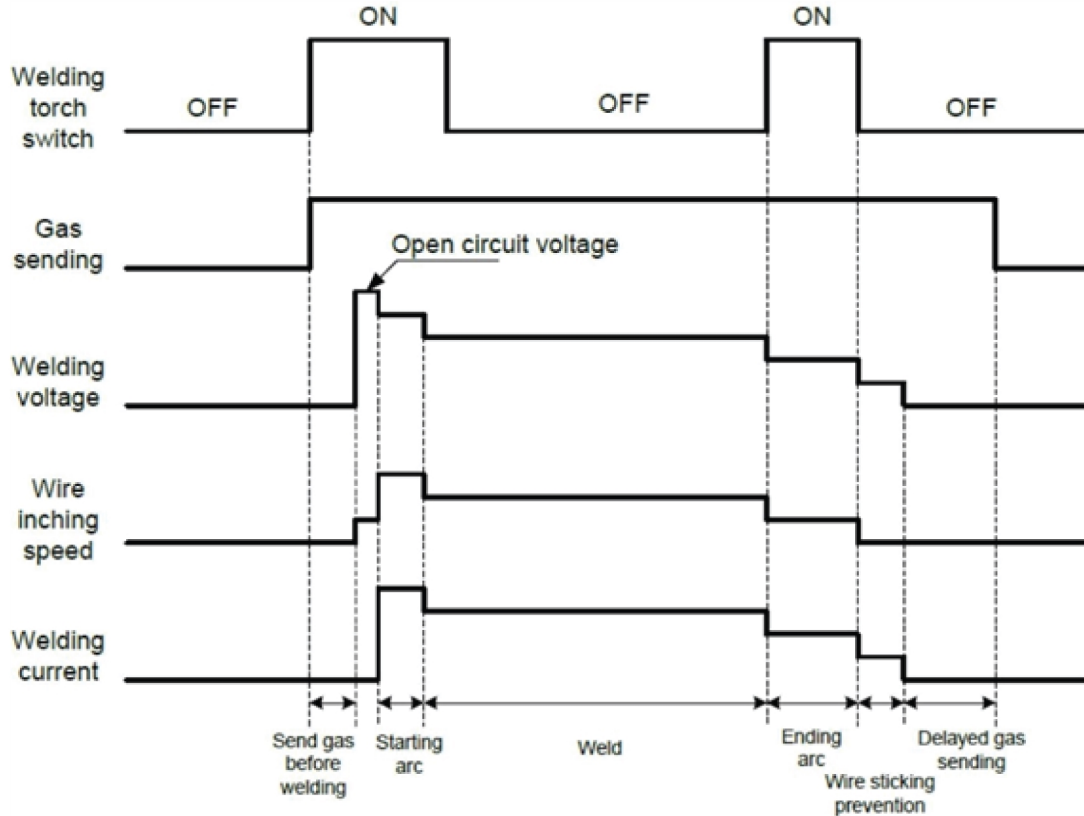 ON
ON
Welding
torch
switch
OFF
OFF
OFF
Gas
sending
Open circuit voltage
Welding
voltage
Wire
inching
speed
Welding
current
Send gas
before
welding
Starting
arc
Weld
Ending
arc
Wire sticking
prevention
Delayed gas
sending